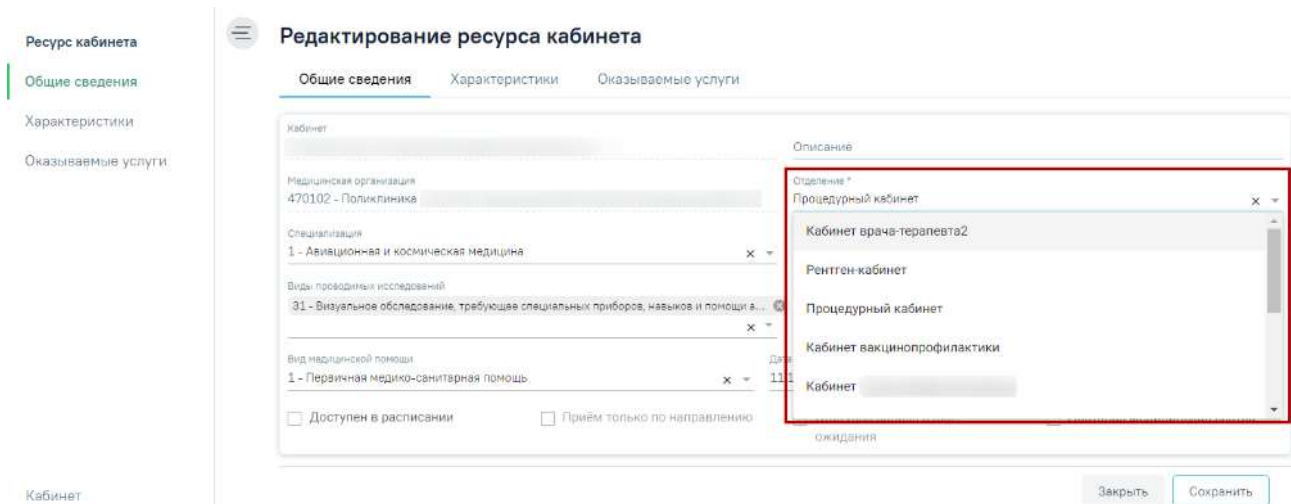 Ресурс кабинета
Общие сведения
Характеристики
Оказываемые услуги
Кабинет
Редактирование ресурса кабинета
Общие сведения Характеристики Оказываемые услуги
Кабинет
Описание
Медицинская организация
470102 - Поликлиника
Отделение *
Процедурный кабинет
Кабинет врача-терапевта2
Рентген-кабинет
Процедурный кабинет
Кабинет вакцинопрофилактики
Кабинет
Специализация
1 - Авиационная и космическая медицина
Виды проводимых исследований
31 - Визуальное обследование, требующее специальных приборов, навыков и помощи а...
Вид медицинской помощи
1 - Первичная медико-санитарная помощь
Дата
11.1
Доступен в расписании Приём только по направлению
ожидания
Закрыть Сохранить